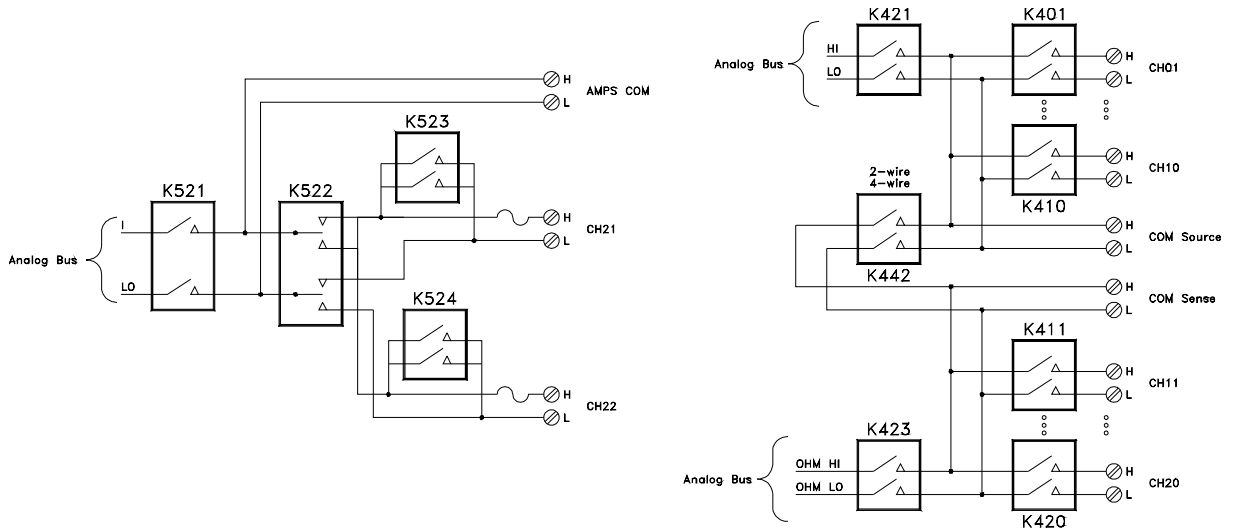 K523
K521
K522
I
LO
Analog Bus
H
AMPS COM
L
H
CH21
L
K524
H
CH22
L
K421
K401
HI
LO
Analog Bus
H
CH01
L
H
CH10
L
K410
2-wire
4-wire
K442
H
COM Source
L
H
COM Sense
L
K411
H
CH11
L
K423
OHM HI
OHM LO
Analog Bus
H
CH20
L
K420